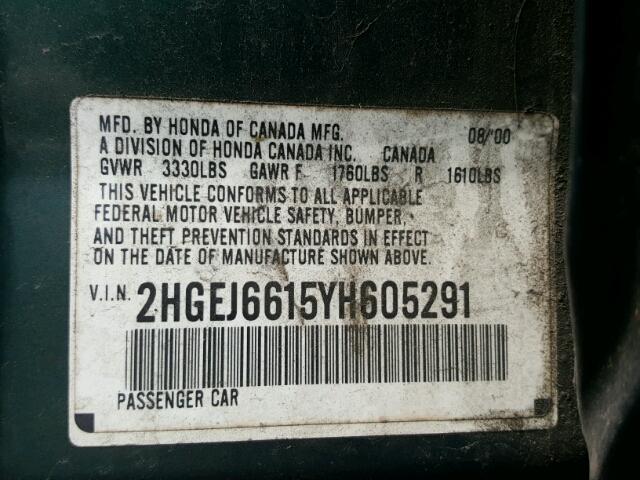 MFD. BY HONDA OF CANADA MFG. 08/00
A DIVISION OF HONDA CANADA INC. CANADA
GVWR 3330LBS GAWR F 1760LBS R 1610LBS
THIS VEHICLE CONFORMS TO ALL APPLICABLE
FEDERAL MOTOR VEHICLE SAFETY, BUMPER,
AND THEFT PREVENTION STANDARDS IN EFFECT
ON THE DATE OF MANUFACTURE SHOWN ABOVE.
V.I.N. 2HGEJ6615YH605291
PASSENGER CAR